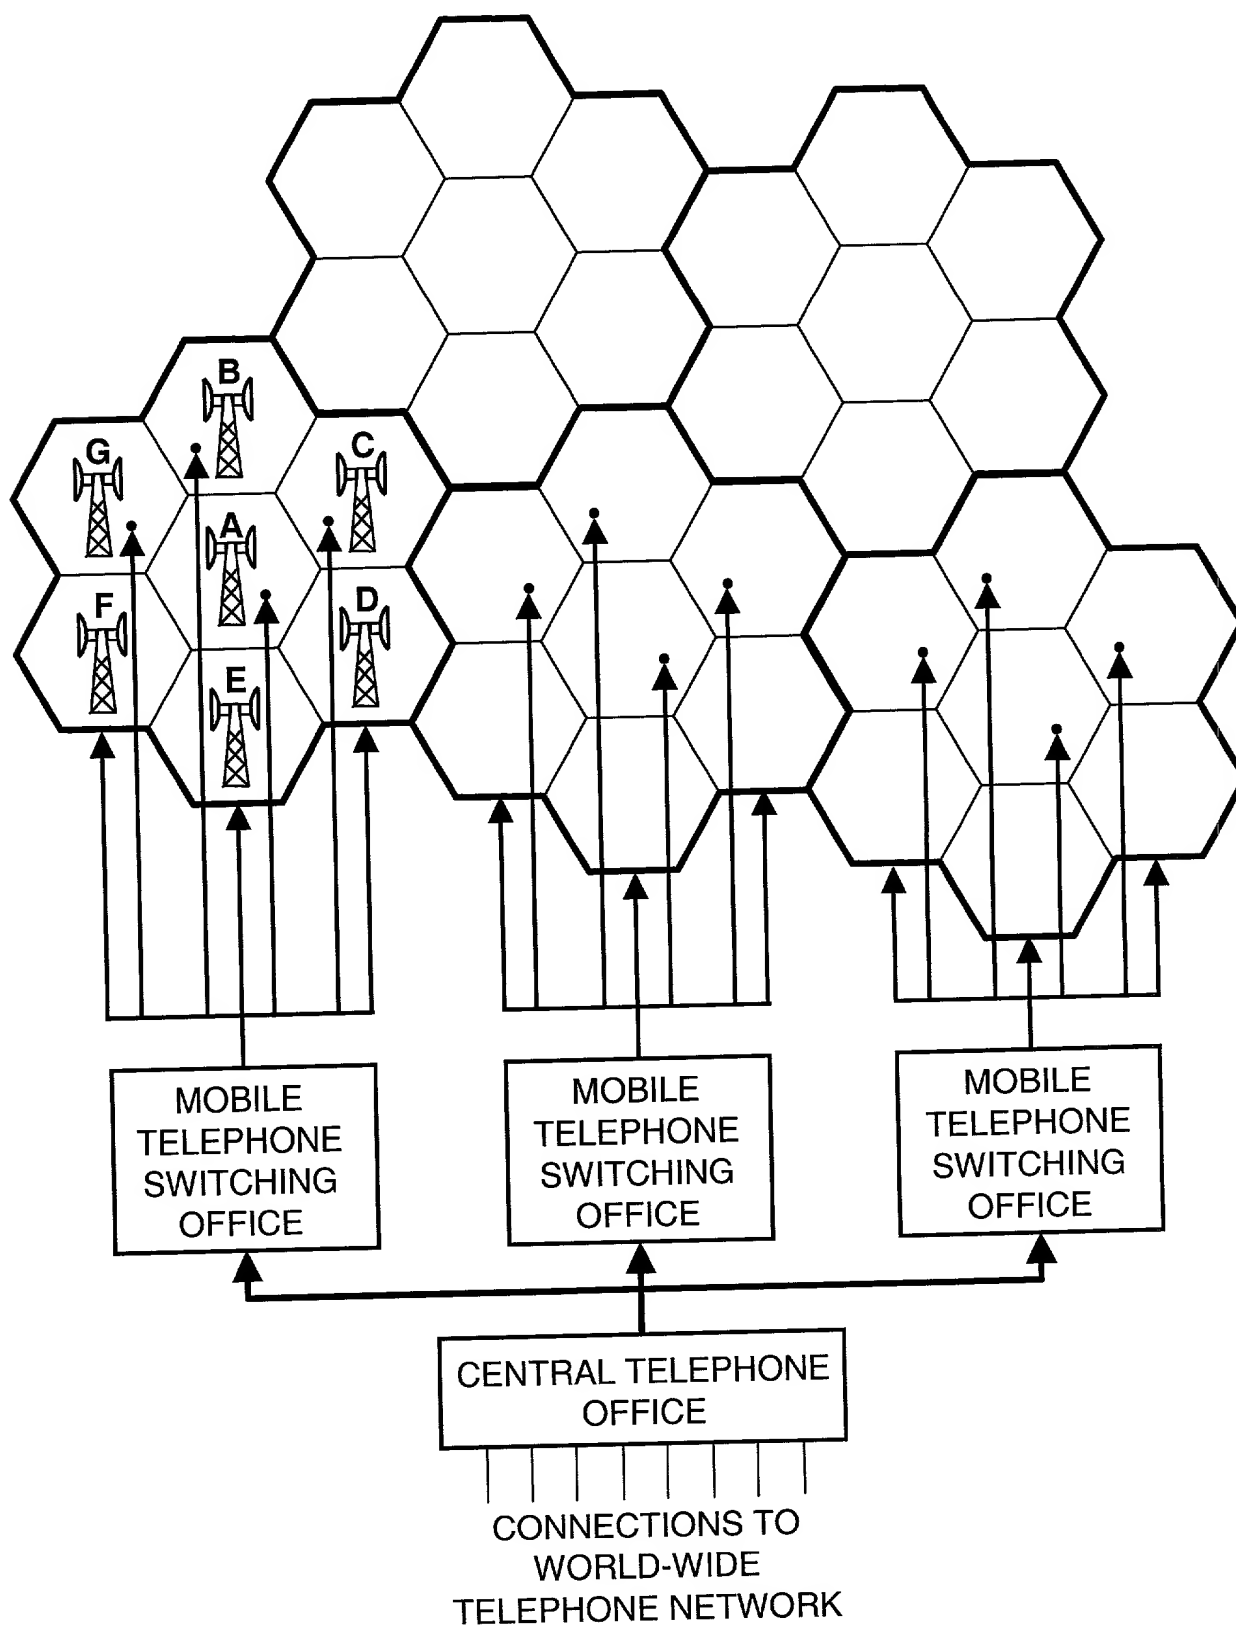 B
G
C
A
F
D
E
MOBILE
TELEPHONE
SWITCHING
OFFICE
MOBILE
TELEPHONE
SWITCHING
OFFICE
MOBILE
TELEPHONE
SWITCHING
OFFICE
CENTRAL TELEPHONE
OFFICE
CONNECTIONS TO
WORLD-WIDE
TELEPHONE NETWORK